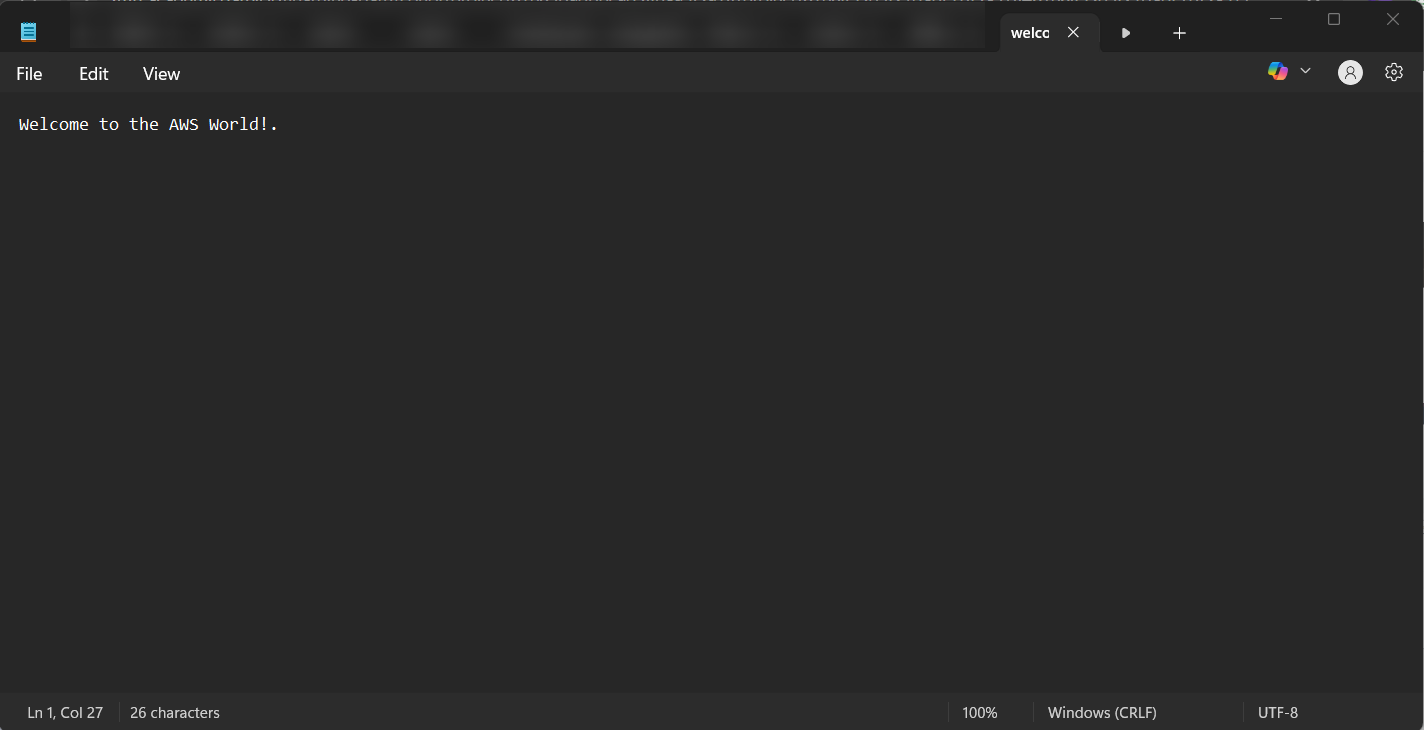 welco
File Edit View
Welcome to the AWS World!.
Ln 1, Col 27 26 characters 100% Windows (CRLF) UTF-8